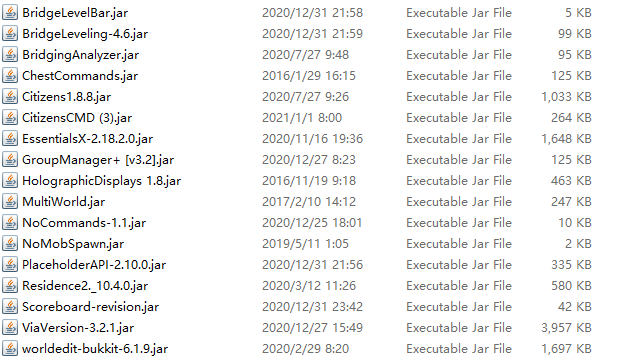 BridgeLevelBar.jar 2020/12/31 21:58 Executable Jar File 5 KB
BridgeLeveling-4.6.jar 2020/12/31 21:59 Executable Jar File 99 KB
BridgingAnalyzer.jar 2020/7/27 9:48 Executable Jar File 95 KB
ChestCommands.jar 2016/1/29 16:15 Executable Jar File 125 KB
Citizens1.8.8.jar 2020/7/27 9:26 Executable Jar File 1,033 KB
CitizensCMD (3).jar 2021/1/1 8:00 Executable Jar File 264 KB
EssentialsX-2.18.2.0.jar 2020/11/16 19:36 Executable Jar File 1,648 KB
GroupManager+ [v3.2].jar 2020/12/27 8:23 Executable Jar File 125 KB
HolographicDisplays 1.8.jar 2016/11/19 9:18 Executable Jar File 463 KB
MultiWorld.jar 2017/2/10 14:12 Executable Jar File 247 KB
NoCommands-1.1.jar 2020/12/25 18:01 Executable Jar File 10 KB
NoMobSpawn.jar 2019/5/11 1:05 Executable Jar File 2 KB
PlaceholderAPI-2.10.0.jar 2020/12/31 21:56 Executable Jar File 335 KB
Residence2._10.4.0.jar 2020/3/12 11:26 Executable Jar File 580 KB
Scoreboard-revision.jar 2020/12/31 23:42 Executable Jar File 42 KB
ViaVersion-3.2.1.jar 2020/12/27 15:49 Executable Jar File 3,957 KB
worldedit-bukkit-6.1.9.jar 2020/2/29 8:20 Executable Jar File 1,697 KB